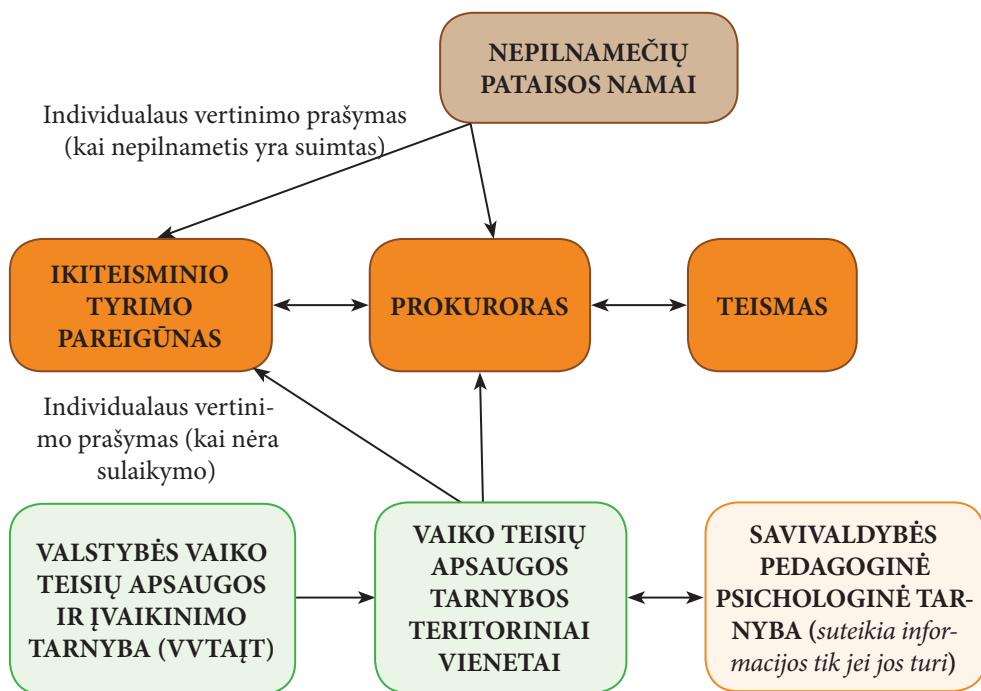 NEPILNAMEČIŲ
PATAISOS NAMAI
Individualaus vertinimo prašymas
(kai nepilnametis yra suimtas)
IKITEISMINIO
TYRIMO
PAREIGŪNAS
PROKURORAS
TEISMAS
Individualaus vertini-
mo prašymas (kai nėra
sulaikymo)
VALSTYBĖS VAIKO
TEISIŲ APSAUGOS
IR ĮVAIKINIMO
TARNYBA (VVTAĮT)
VAIKO TEISIŲ
APSAUGOS
TARNYBOS
TERITORINIAI
VIENETAI
SAVIVALDYBĖS
PEDAGOGINĖ
PSICHOLOGINĖ TAR-
NYBA (suteikia infor-
macijos tik jei jos turi)